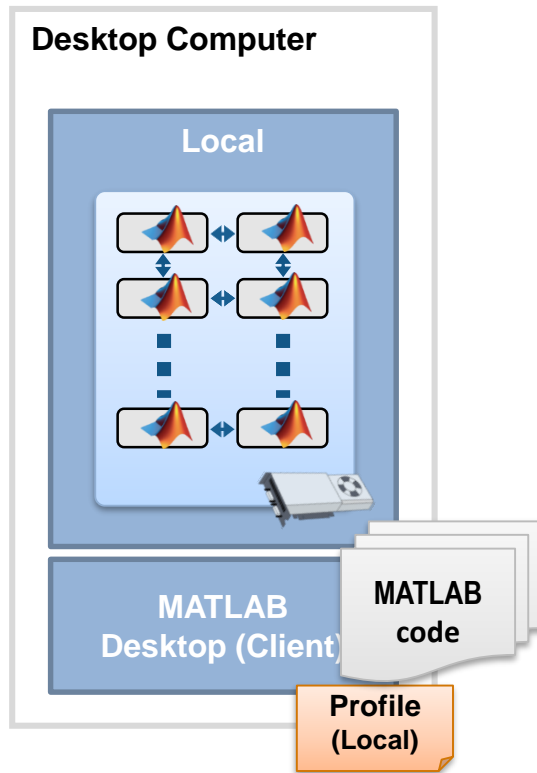 Desktop Computer
Local
MATLAB
Desktop (Client)
MATLAB
code
Profile
(Local)